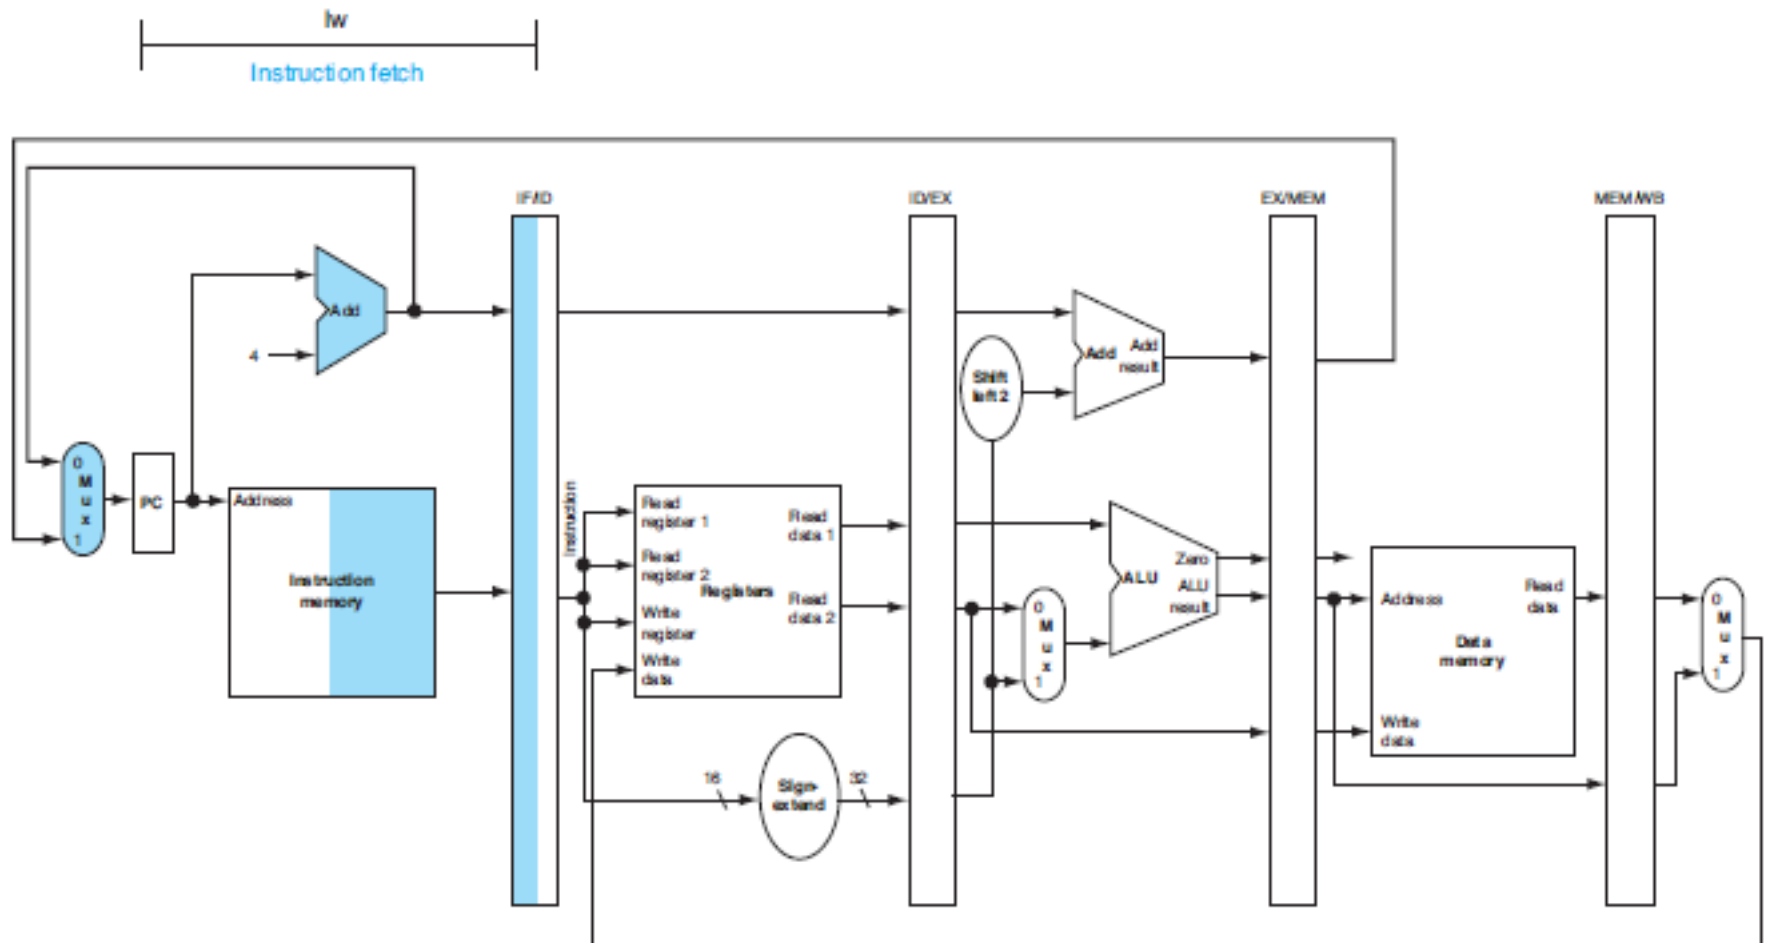 lw
Instruction fetch
IF/ID
ID/EX
EX/MEM
MEM/WB
Add
4
Add
Add
result
Shift
left 2
0
M
u
x
1
PC
Address
Instruction
memory
Instruction
Read
register 1
Read
register 2
Registers
Write
register
Write
data
Read
data 1
Read
data 2
16
Sign-
extend
32
0
M
u
x
1
ALU
Zero
ALU
result
Address
Read
data
Data
memory
Write
data
0
M
u
x
1